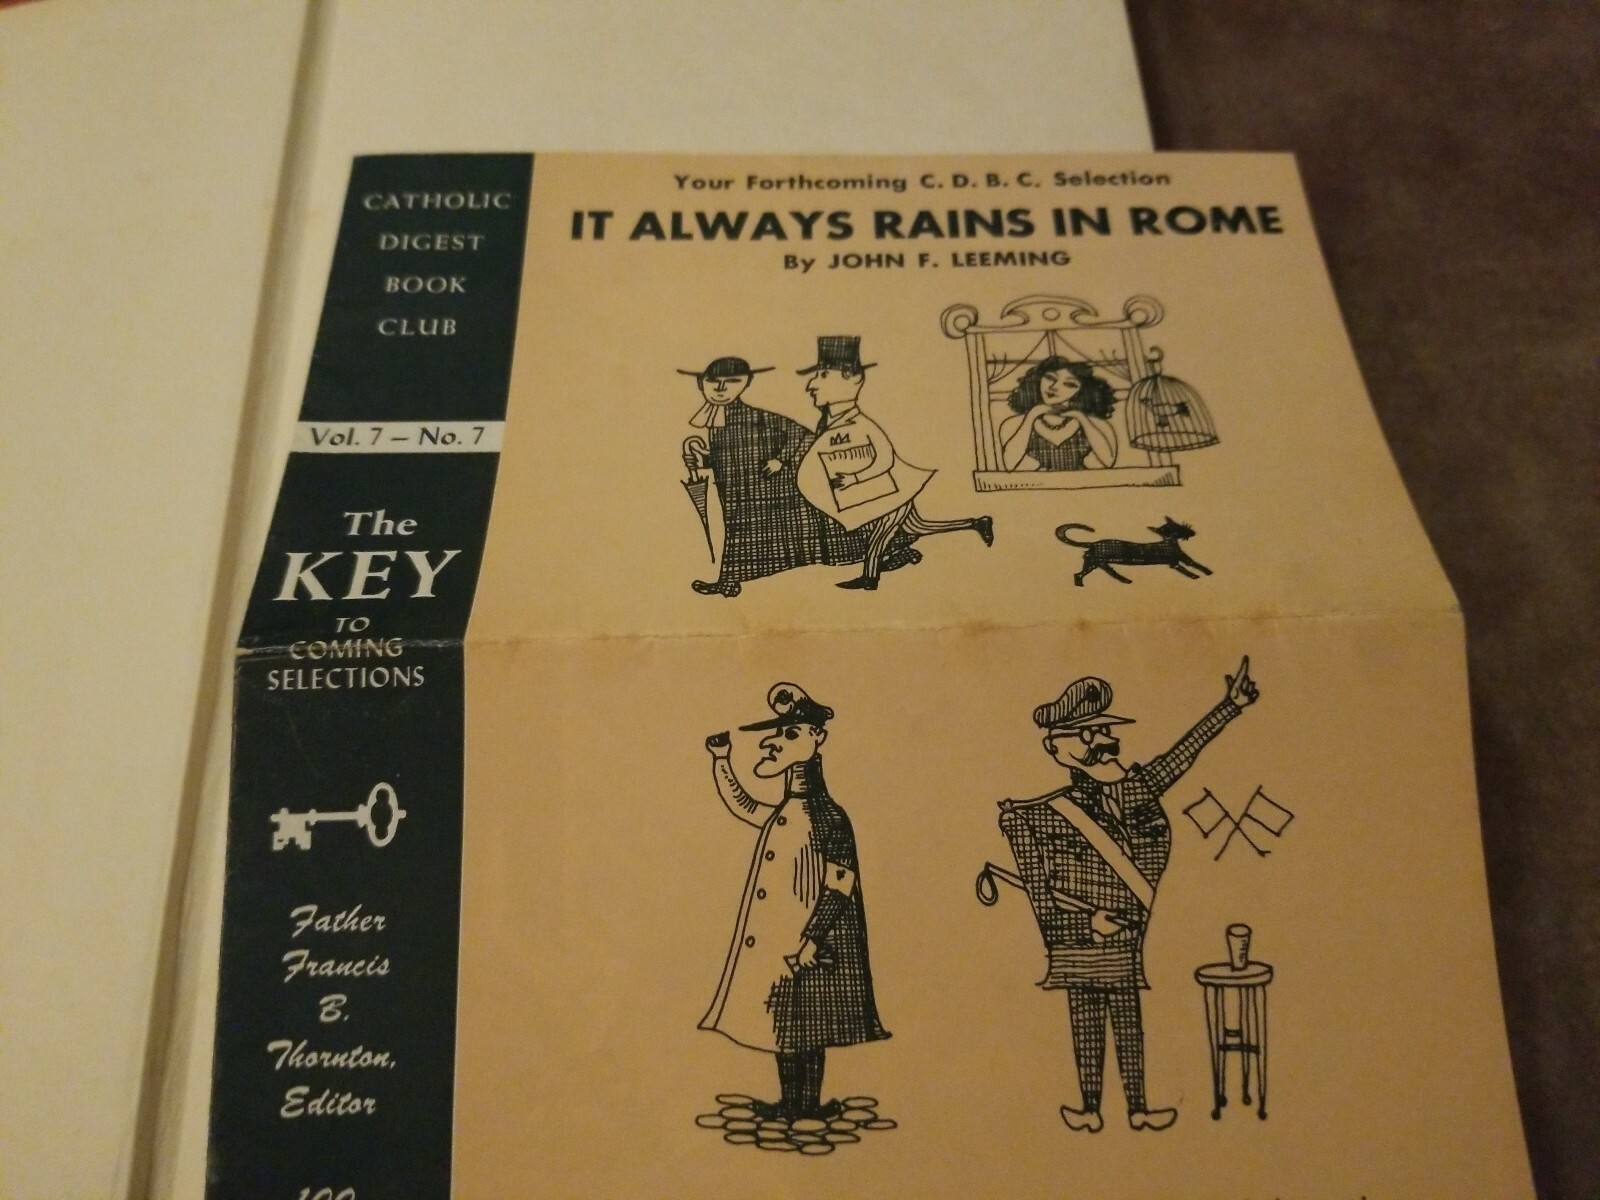 CATHOLIC
DIGEST
BOOK
CLUB
Vol. 7 – No. 7
The
KEY
TO
COMING
SELECTIONS
Father
Francis
B.
Thornton,
Editor
Your Forthcoming C. D. B. C. Selection
IT ALWAYS RAINS IN ROME
By JOHN F. LEEMING